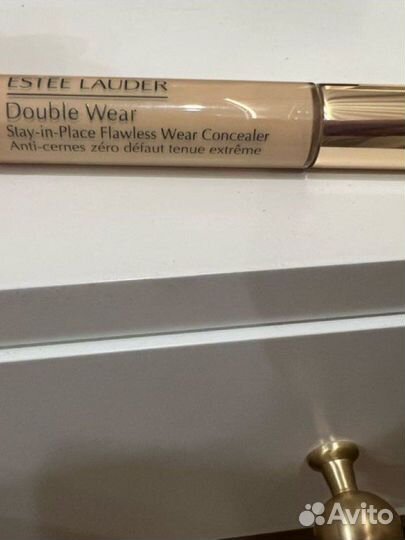 ESTEE LAUDER
Double Wear
Stay-in-Place Flawless Wear Concealer
Anti-cernes zéro défaut tenue extrême
Avito